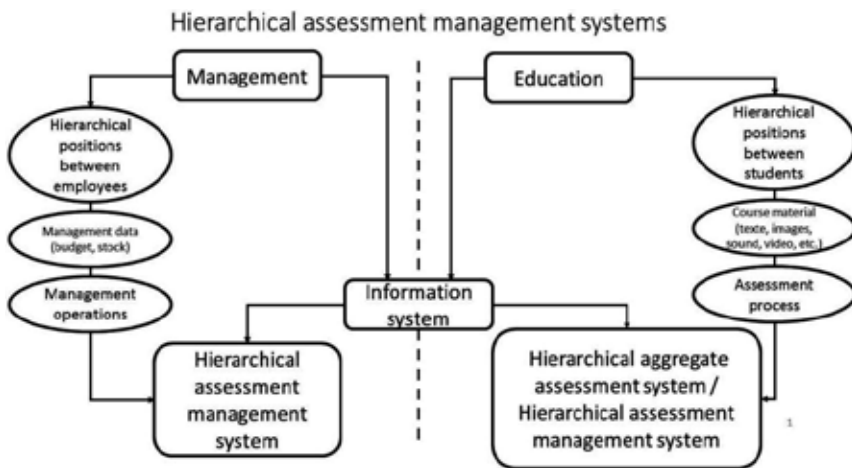 Hierarchical assessment management systems
Management
Education
Hierarchical
positions
between
employees
Hierarchical
positions
between
students
Management data
(budget, stock)
Course material
(texte, images,
sound, video, etc.)
Management
operations
Information
system
Assessment
process
Hierarchical
assessment
management
system
Hierarchical aggregate
assessment system /
Hierarchical assessment
management system
1